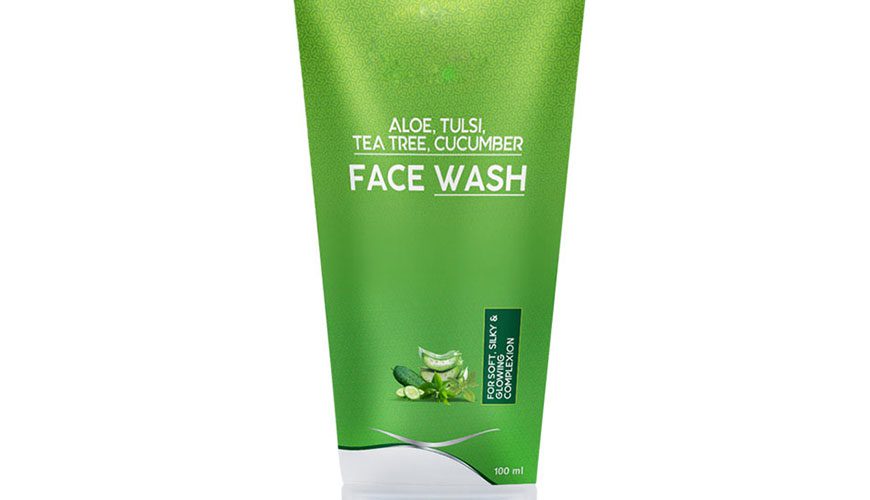 ALOE, TULSI,
TEA TREE, CUCUMBER
FACE WASH
FOR SOFT, SILKY &
GLOWING
COMPLEXION
100 ml